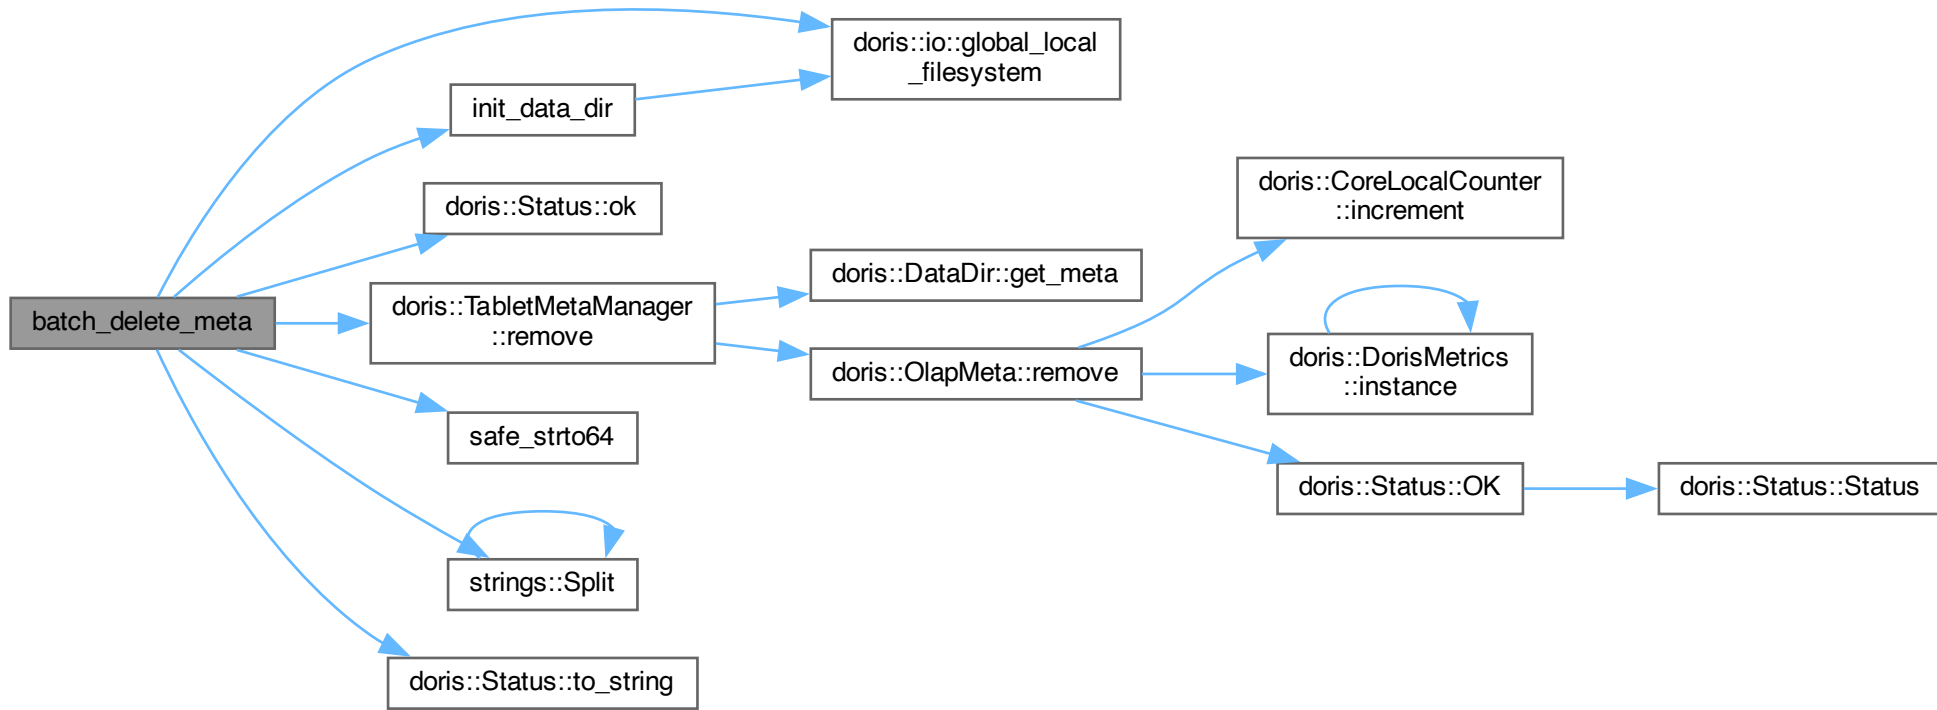 doris::io::global_local
_filesystem
init_data_dir
doris::CoreLocalCounter
::increment
doris::Status::ok
doris::DataDir::get_meta
batch_delete_meta
doris::TabletMetaManager
::remove
doris::OlapMeta::remove
doris::DorisMetrics
::instance
safe_strto64
doris::Status::OK
doris::Status::Status
strings::Split
doris::Status::to_string